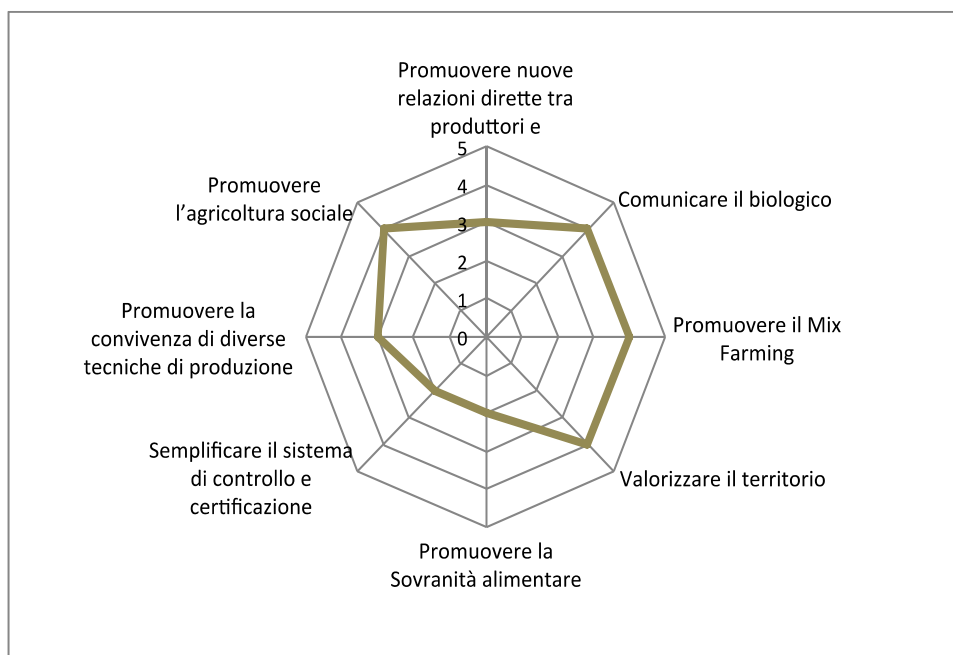 Promuovere nuove
relazioni dirette tra
produttori e
5
4
3
2
1
0
Comunicare il biologico
Promuovere il Mix
Farming
Valorizzare il territorio
Promuovere la
Sovranità alimentare
Semplificare il sistema
di controllo e
certificazione
Promuovere la
convivenza di diverse
tecniche di produzione
Promuovere
l’agricoltura sociale